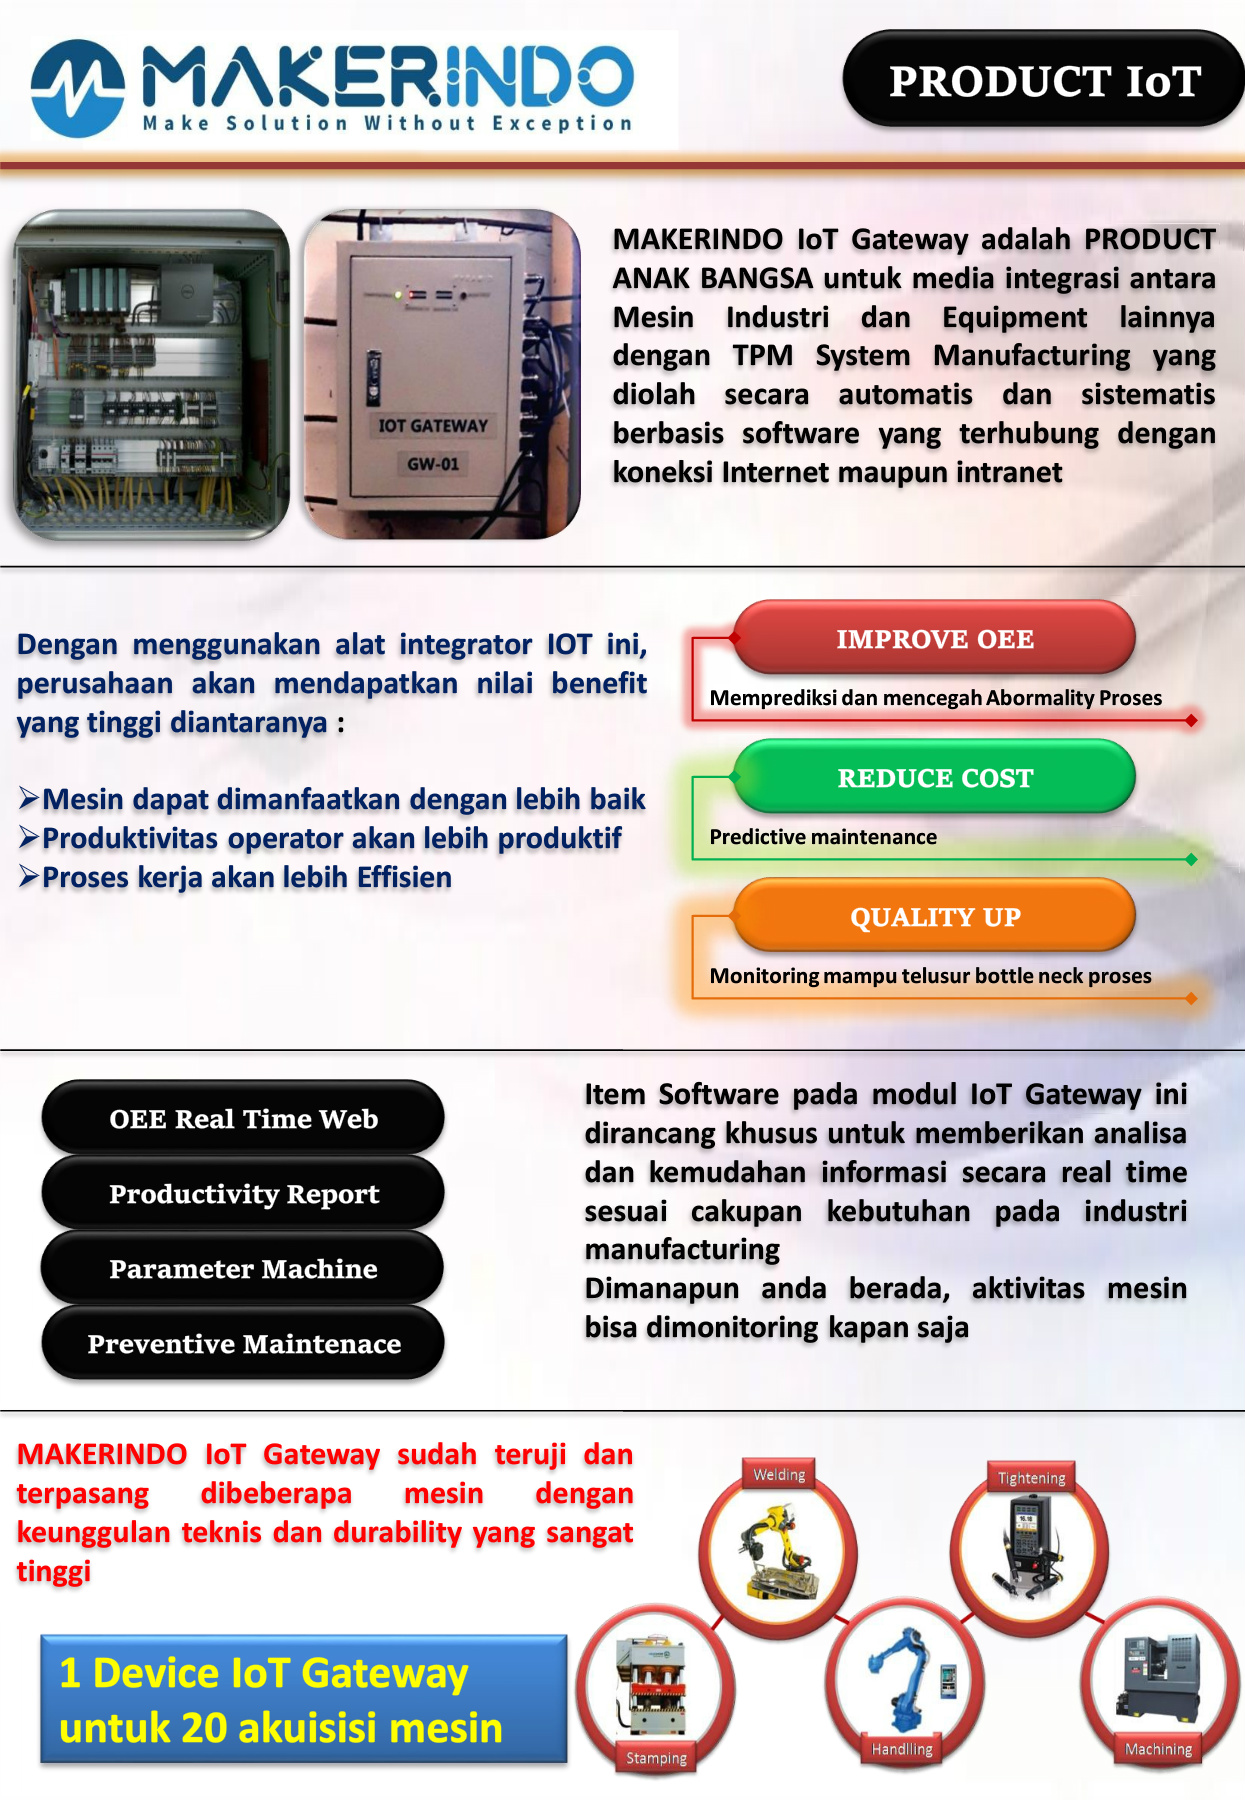 MAKERINDO
Make Solution Without Exception
PRODUCT IoT
IOT GATEWAY
GW-01
MAKERINDO IoT Gateway adalah PRODUCT
ANAK BANGSA untuk media integrasi antara
Mesin Industri dan Equipment lainnya
dengan TPM System Manufacturing yang
diolah secara automatis dan sistematis
berbasis software yang terhubung dengan
koneksi Internet maupun intranet
Dengan menggunakan alat integrator IOT ini,
perusahaan akan mendapatkan nilai benefit
yang tinggi diantaranya :
➢Mesin dapat dimanfaatkan dengan lebih baik
➢Produktivitas operator akan lebih produktif
➢Proses kerja akan lebih Effisien
IMPROVE OEE
Memprediksi dan mencegah Abormality Proses
REDUCE COST
Predictive maintenance
QUALITY UP
Monitoring mampu telusur bottle neck proses
OEE Real Time Web
Productivity Report
Parameter Machine
Preventive Maintenace
Item Software pada modul IoT Gateway ini
dirancang khusus untuk memberikan analisa
dan kemudahan informasi secara real time
sesuai cakupan kebutuhan pada industri
manufacturing
Dimanapun anda berada, aktivitas mesin
bisa dimonitoring kapan saja
MAKERINDO IoT Gateway sudah teruji dan
terpasang dibeberapa mesin dengan
keunggulan teknis dan durability yang sangat
tinggi
1 Device IoT Gateway
untuk 20 akuisisi mesin
Welding
Tightening
Stamping
Handlling
Machining